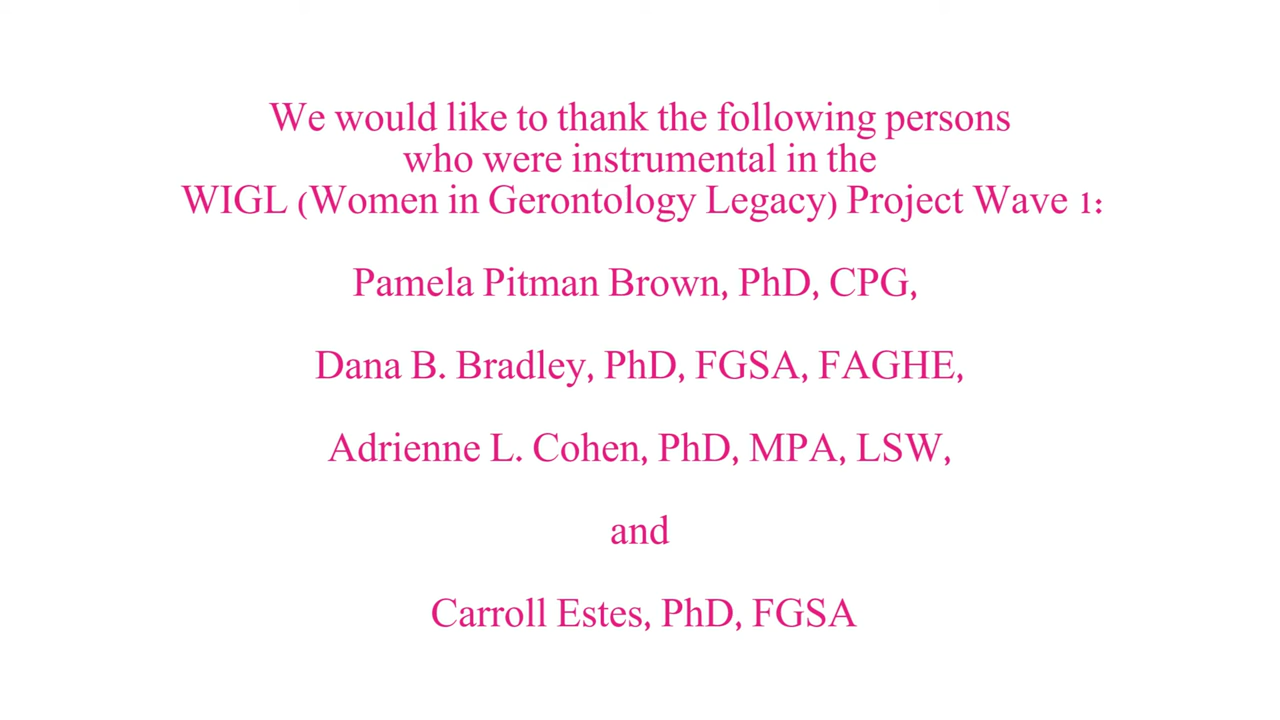 We would like to thank the following persons
who were instrumental in the
WIGL (Women in Gerontology Legacy) Project Wave 1:
Pamela Pitman Brown, PhD, CPG,
Dana B. Bradley, PhD, FGSA, FAGHE,
Adrienne L. Cohen, PhD, MPA, LSW,
and
Carroll Estes, PhD, FGSA